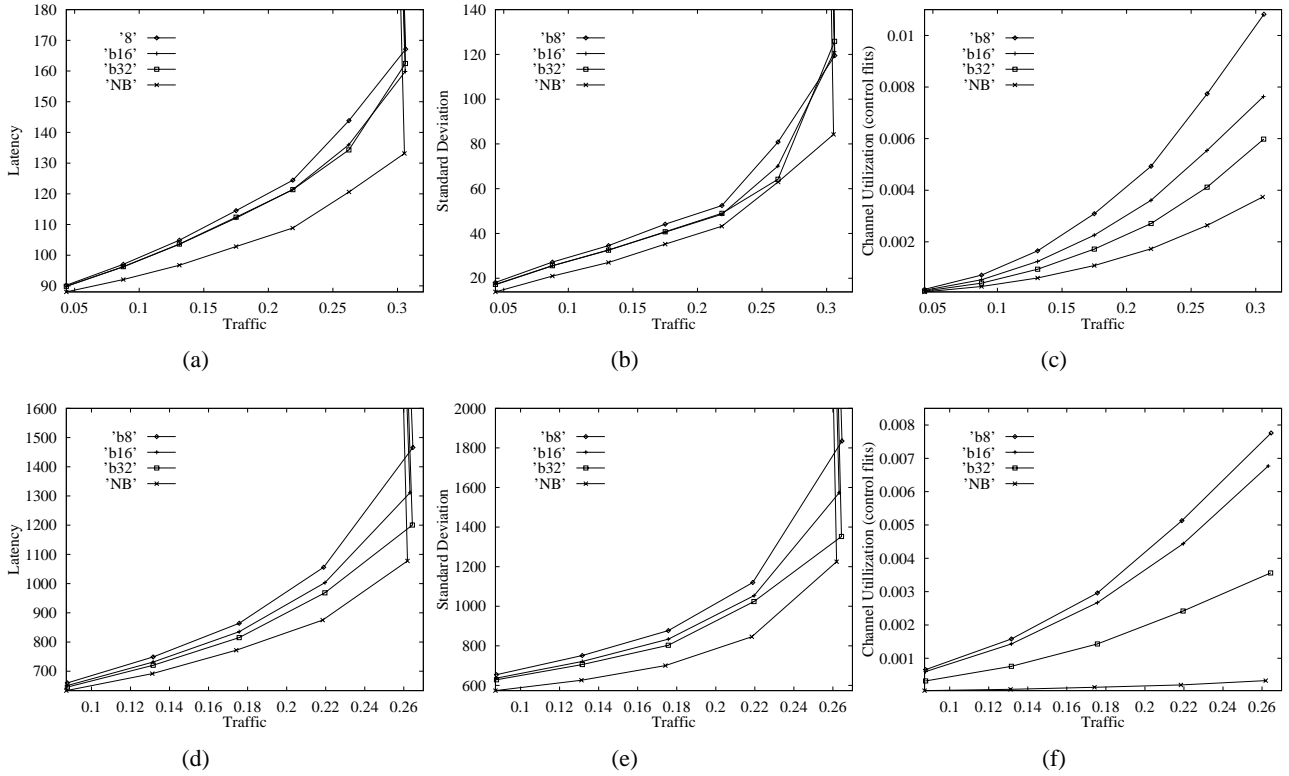 180
170
160
150
140
130
120
110
100
90
0.05 0.1 0.15 0.2 0.25 0.3
Latency
Traffic
'8'
'b16'
'b32'
'NB'
(a)
180
160
140
120
100
80
60
40
20
0.05 0.1 0.15 0.2 0.25 0.3
Standard Deviation
Traffic
'b8'
'b16'
'b32'
'NB'
(b)
0.01
0.008
0.006
0.004
0.002
0.05 0.1 0.15 0.2 0.25 0.3
Channel Utilization (control flits)
Traffic
'b8'
'b16'
'b32'
'NB'
(c)
1600
1500
1400
1300
1200
1100
1000
900
800
700
0.1 0.12 0.14 0.16 0.18 0.2 0.22 0.24 0.26
Latency
Traffic
'b8'
'b16'
'b32'
'NB'
(d)
2000
1800
1600
1400
1200
1000
800
600
0.1 0.12 0.14 0.16 0.18 0.2 0.22 0.24 0.26
Standard Deviation
Traffic
'b8'
'b16'
'b32'
'NB'
(e)
0.008
0.007
0.006
0.005
0.004
0.003
0.002
0.001
0.1 0.12 0.14 0.16 0.18 0.2 0.22 0.24 0.26
Channel Utillization (control flits)
Traffic
'b8'
'b16'
'b32'
'NB'
(f)